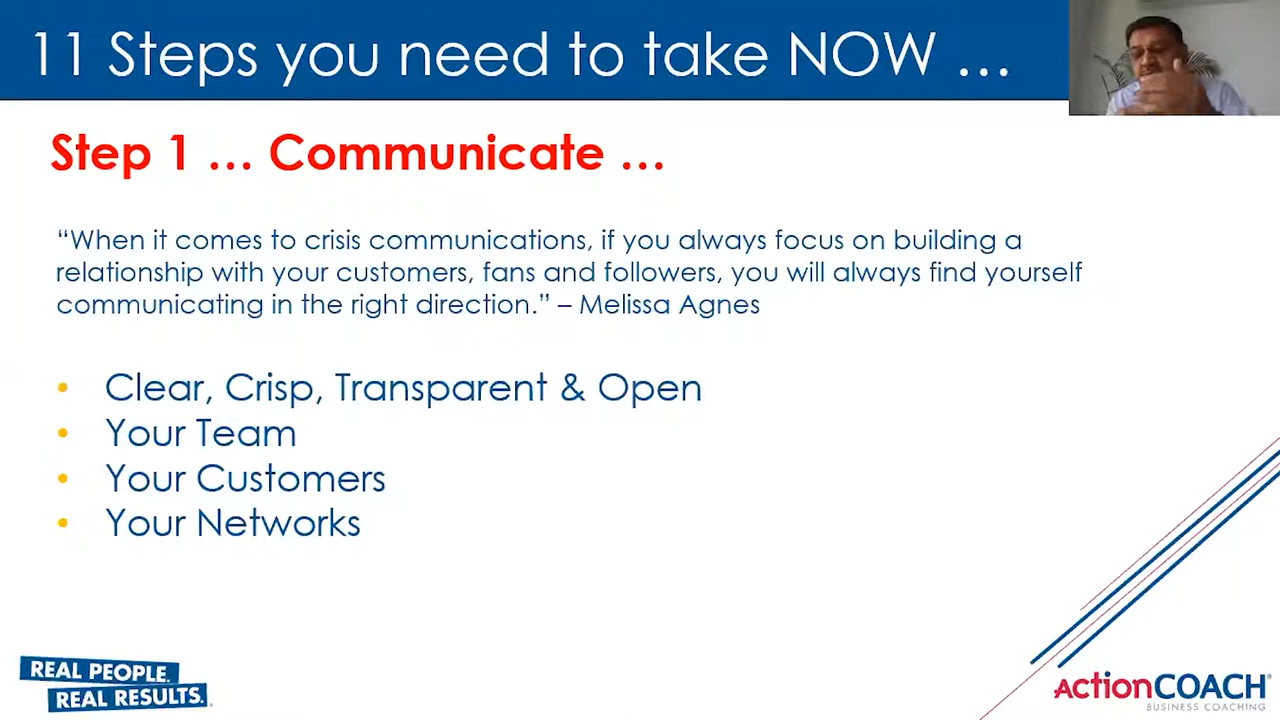 11 Steps you need to take NOW ...
Step 1 ... Communicate ...
“When it comes to crisis communications, if you always focus on building a
relationship with your customers, fans and followers, you will always find yourself
communicating in the right direction.” – Melissa Agnes
• Clear, Crisp, Transparent & Open
• Your Team
• Your Customers
• Your Networks
REAL PEOPLE.
REAL RESULTS.
ActionCOACH®
BUSINESS COACHING